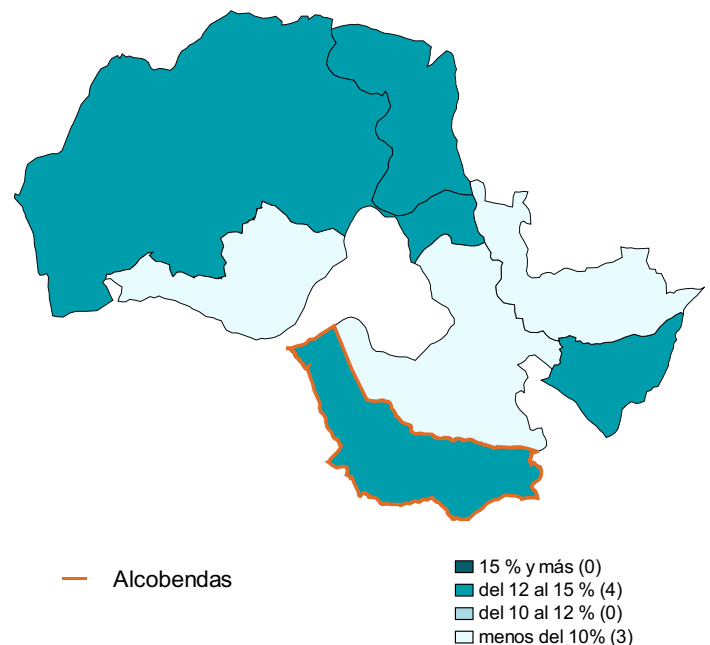 Alcobendas
15 % y más (0)
del 12 al 15 % (4)
del 10 al 12 % (0)
menos del 10% (3)